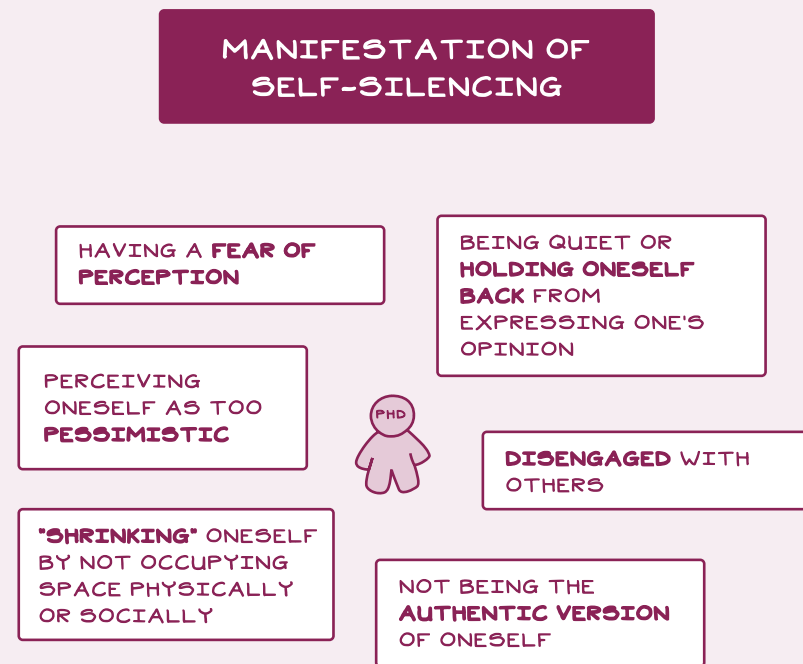 MANIFESTATION OF
SELF-SILENCING
HAVING A FEAR OF
PERCEPTION
BEING QUIET OR
HOLDING ONESELF
BACK FROM
EXPRESSING ONE'S
OPINION
PERCEIVING
ONESELF AS TOO
PESSIMISTIC
PHD
DISENGAGED WITH
OTHERS
"SHRINKING" ONESELF
BY NOT OCCUPYING
SPACE PHYSICALLY
OR SOCIALLY
NOT BEING THE
AUTHENTIC VERSION
OF ONESELF